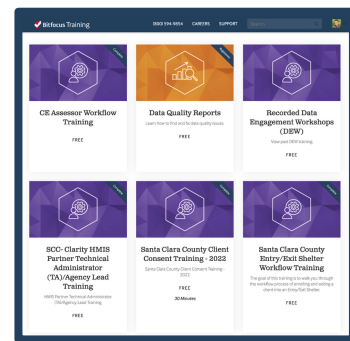 Bitfocus Training
(800) 594-9854 CAREERS SUPPORT
Search
CE Assessor Workflow
Training
FREE
Data Quality Reports
Learn how to find and fix data quality issues.
FREE
Recorded Data
Engagement Workshops
(DEW)
View past DEW training.
FREE
SCC- Clarity HMIS
Partner Technical
Administrator
(TA)/Agency Lead
Training
HMIS Partner Technical Administrator
(TA)/Agency Lead Training
FREE
Santa Clara County Client
Consent Training - 2022
Santa Clara County Client Consent Training -
2022
FREE
30 Minutes
Santa Clara County
Entry/Exit Shelter
Workflow Training
The goal of this training is to walk you through
the workflow process of enrolling and adding a
client into an Entry/Exit Shelter.
FREE